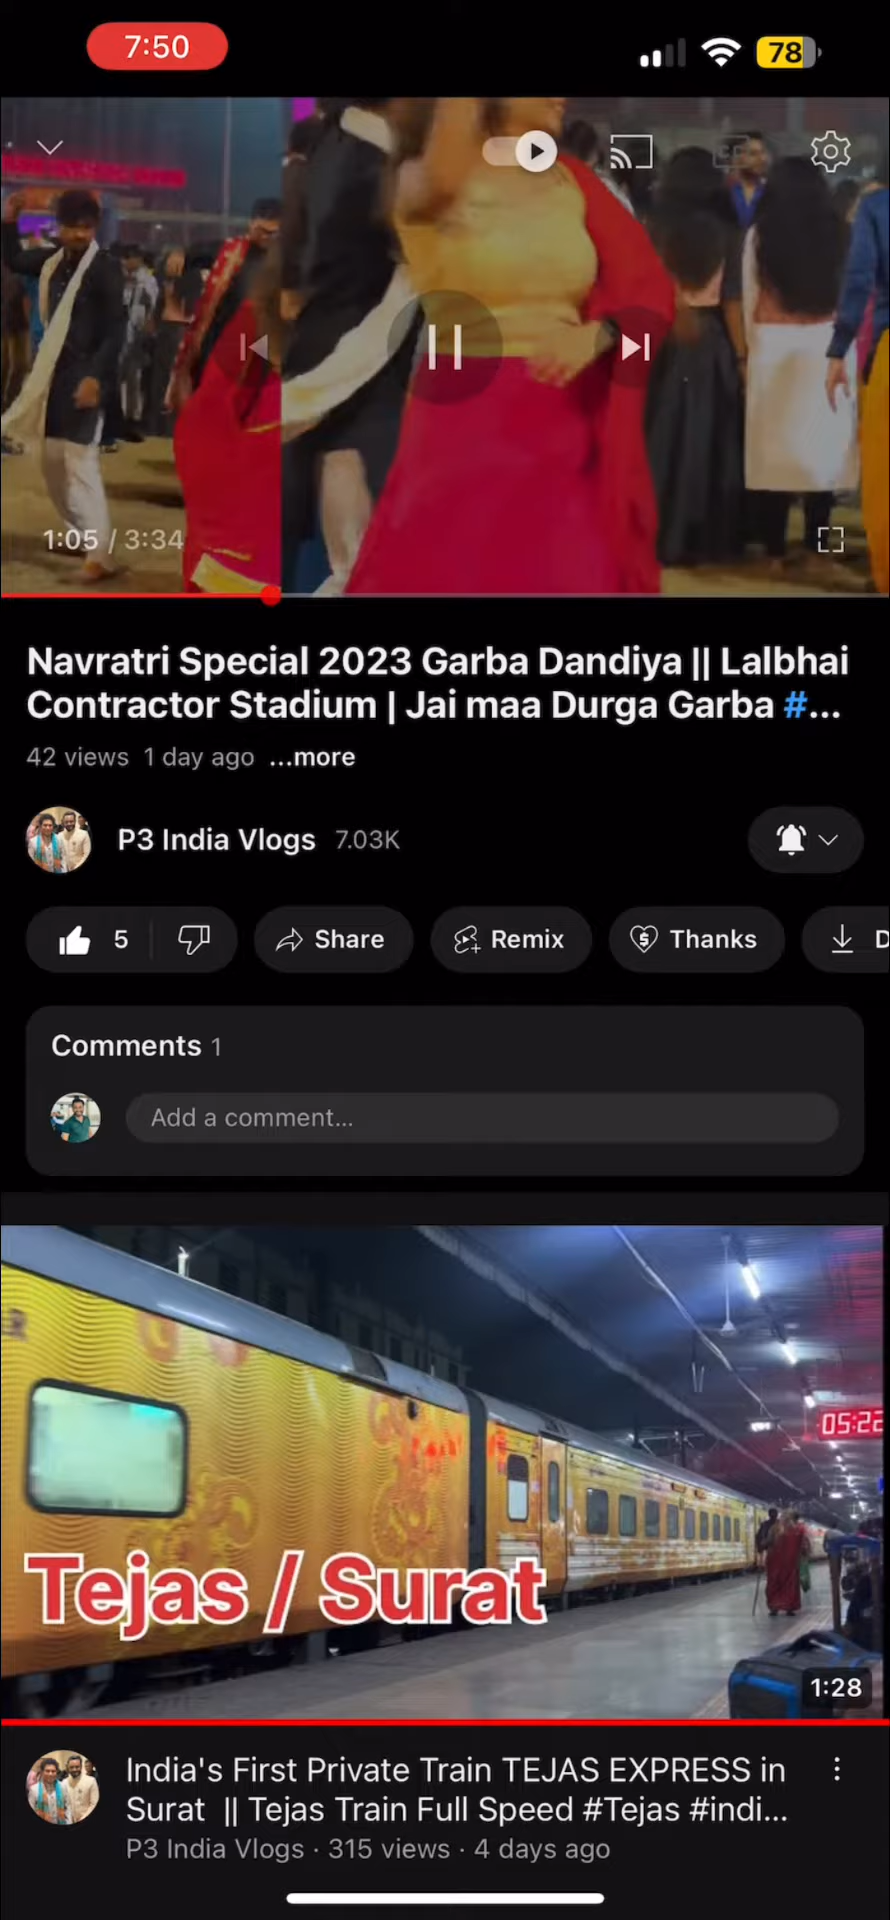 7:50
78
1:05 / 3:34
Navratri Special 2023 Garba Dandiya || Lalbhai
Contractor Stadium | Jai maa Durga Garba #...
42 views 1 day ago ...more
P3 India Vlogs 7.03K
5 Share Remix Thanks D
Comments 1
Add a comment...
05:22
Tejas / Surat
1:28
India's First Private Train TEJAS EXPRESS in
Surat || Tejas Train Full Speed #Tejas #indi...
P3 India Vlogs · 315 views · 4 days ago